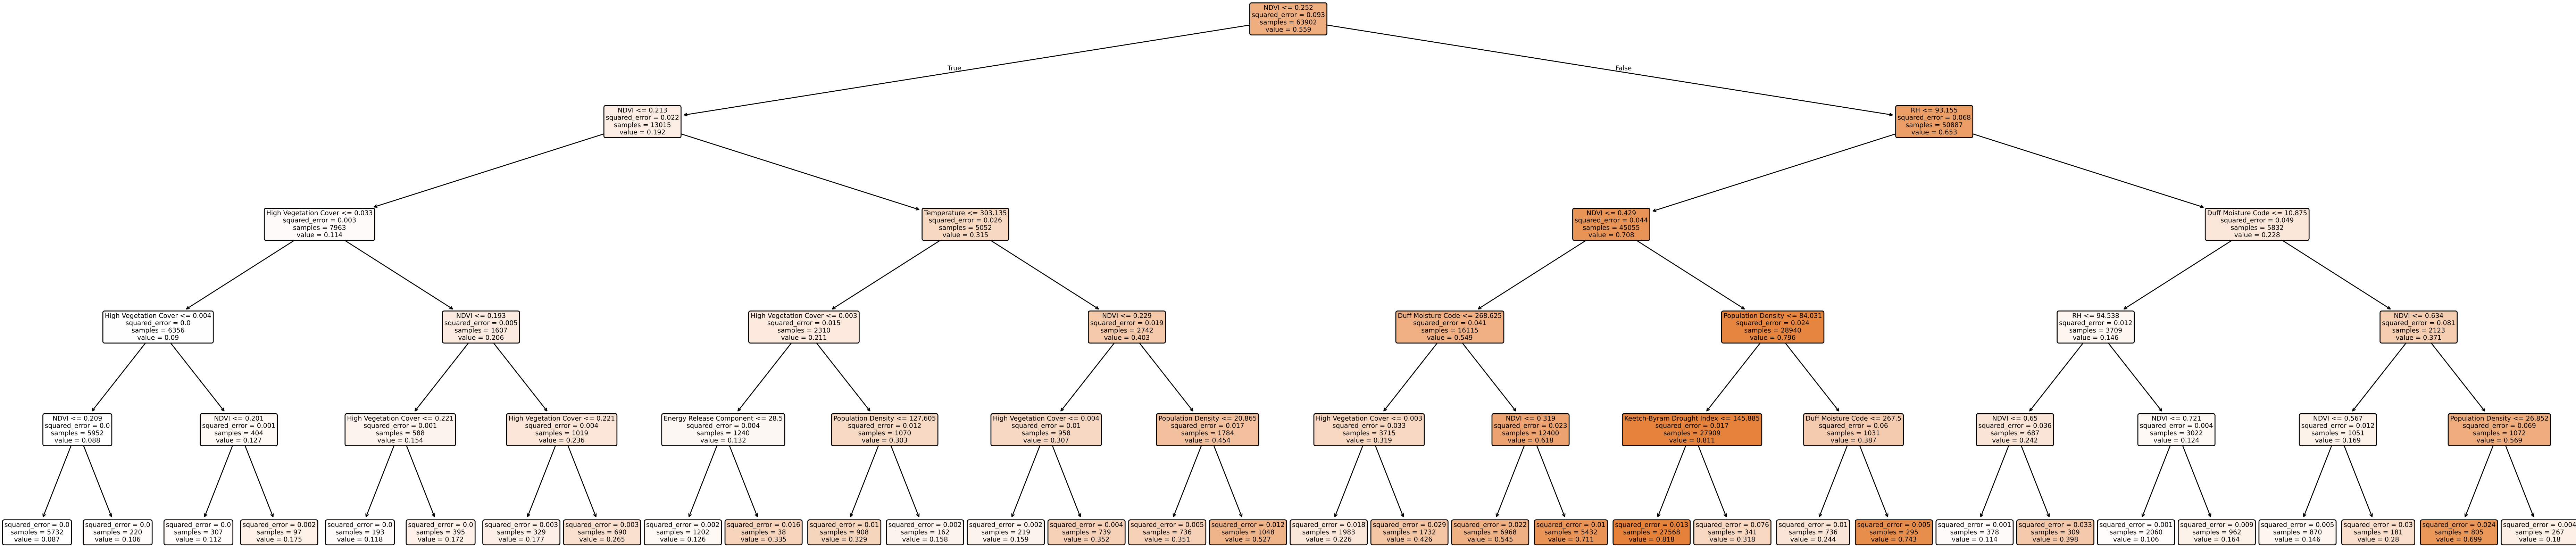 NDVI <= 0.252
squared_error = 0.093
samples = 63902
value = 0.559
True
False
NDVI <= 0.213
squared_error = 0.022
samples = 13015
value = 0.192
RH <= 93.155
squared_error = 0.068
samples = 50887
value = 0.653
High Vegetation Cover <= 0.033
squared_error = 0.003
samples = 7963
value = 0.114
Temperature <= 303.135
squared_error = 0.026
samples = 5052
value = 0.315
NDVI <= 0.429
squared_error = 0.044
samples = 45055
value = 0.708
Duff Moisture Code <= 10.875
squared_error = 0.049
samples = 5832
value = 0.228
High Vegetation Cover <= 0.004
squared_error = 0.0
samples = 6356
value = 0.09
NDVI <= 0.193
squared_error = 0.005
samples = 1607
value = 0.206
High Vegetation Cover <= 0.003
squared_error = 0.015
samples = 2310
value = 0.211
NDVI <= 0.229
squared_error = 0.019
samples = 2742
value = 0.403
Duff Moisture Code <= 268.625
squared_error = 0.041
samples = 16115
value = 0.549
Population Density <= 84.031
squared_error = 0.024
samples = 28940
value = 0.796
RH <= 94.538
squared_error = 0.012
samples = 3709
value = 0.146
NDVI <= 0.634
squared_error = 0.081
samples = 2123
value = 0.371
NDVI <= 0.209
squared_error = 0.0
samples = 5952
value = 0.088
NDVI <= 0.201
squared_error = 0.001
samples = 404
value = 0.127
High Vegetation Cover <= 0.221
squared_error = 0.001
samples = 588
value = 0.154
High Vegetation Cover <= 0.221
squared_error = 0.004
samples = 1019
value = 0.236
Energy Release Component <= 28.5
squared_error = 0.004
samples = 1240
value = 0.132
Population Density <= 127.605
squared_error = 0.012
samples = 1070
value = 0.303
High Vegetation Cover <= 0.004
squared_error = 0.01
samples = 958
value = 0.307
Population Density <= 20.865
squared_error = 0.017
samples = 1784
value = 0.454
High Vegetation Cover <= 0.003
squared_error = 0.033
samples = 3715
value = 0.319
NDVI <= 0.319
squared_error = 0.023
samples = 12400
value = 0.618
Keetch-Byram Drought Index <= 145.885
squared_error = 0.017
samples = 27909
value = 0.811
Duff Moisture Code <= 267.5
squared_error = 0.06
samples = 1031
value = 0.387
NDVI <= 0.65
squared_error = 0.036
samples = 687
value = 0.242
NDVI <= 0.721
squared_error = 0.004
samples = 3022
value = 0.124
NDVI <= 0.567
squared_error = 0.012
samples = 1051
value = 0.169
Population Density <= 26.852
squared_error = 0.069
samples = 1072
value = 0.569
squared_error = 0.0
samples = 5732
value = 0.087
squared_error = 0.0
samples = 220
value = 0.106
squared_error = 0.0
samples = 307
value = 0.112
squared_error = 0.002
samples = 97
value = 0.175
squared_error = 0.0
samples = 193
value = 0.118
squared_error = 0.0
samples = 395
value = 0.172
squared_error = 0.003
samples = 329
value = 0.177
squared_error = 0.003
samples = 690
value = 0.265
squared_error = 0.002
samples = 1202
value = 0.126
squared_error = 0.016
samples = 38
value = 0.335
squared_error = 0.01
samples = 908
value = 0.329
squared_error = 0.002
samples = 162
value = 0.158
squared_error = 0.002
samples = 219
value = 0.159
squared_error = 0.004
samples = 739
value = 0.352
squared_error = 0.005
samples = 736
value = 0.351
squared_error = 0.012
samples = 1048
value = 0.527
squared_error = 0.018
samples = 1983
value = 0.226
squared_error = 0.029
samples = 1732
value = 0.426
squared_error = 0.022
samples = 6968
value = 0.545
squared_error = 0.01
samples = 5432
value = 0.711
squared_error = 0.013
samples = 27568
value = 0.818
squared_error = 0.076
samples = 341
value = 0.318
squared_error = 0.01
samples = 736
value = 0.244
squared_error = 0.005
samples = 295
value = 0.743
squared_error = 0.001
samples = 378
value = 0.114
squared_error = 0.033
samples = 309
value = 0.398
squared_error = 0.001
samples = 2060
value = 0.106
squared_error = 0.009
samples = 962
value = 0.164
squared_error = 0.005
samples = 870
value = 0.146
squared_error = 0.03
samples = 181
value = 0.28
squared_error = 0.024
samples = 805
value = 0.699
squared_error = 0.004
samples = 267
value = 0.18